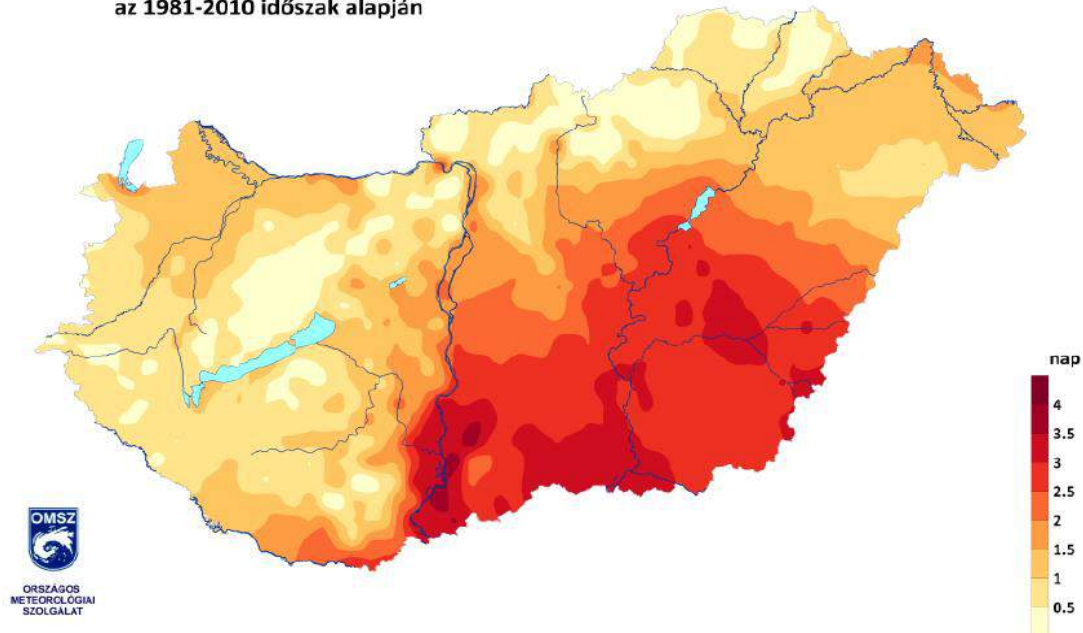 az 1981-2010 időszak alapján
nap
4
3.5
3
2.5
2
1.5
1
0.5
OMSZ
ORSZÁGOS
METEOROLÓGIAI
SZOLGÁLAT